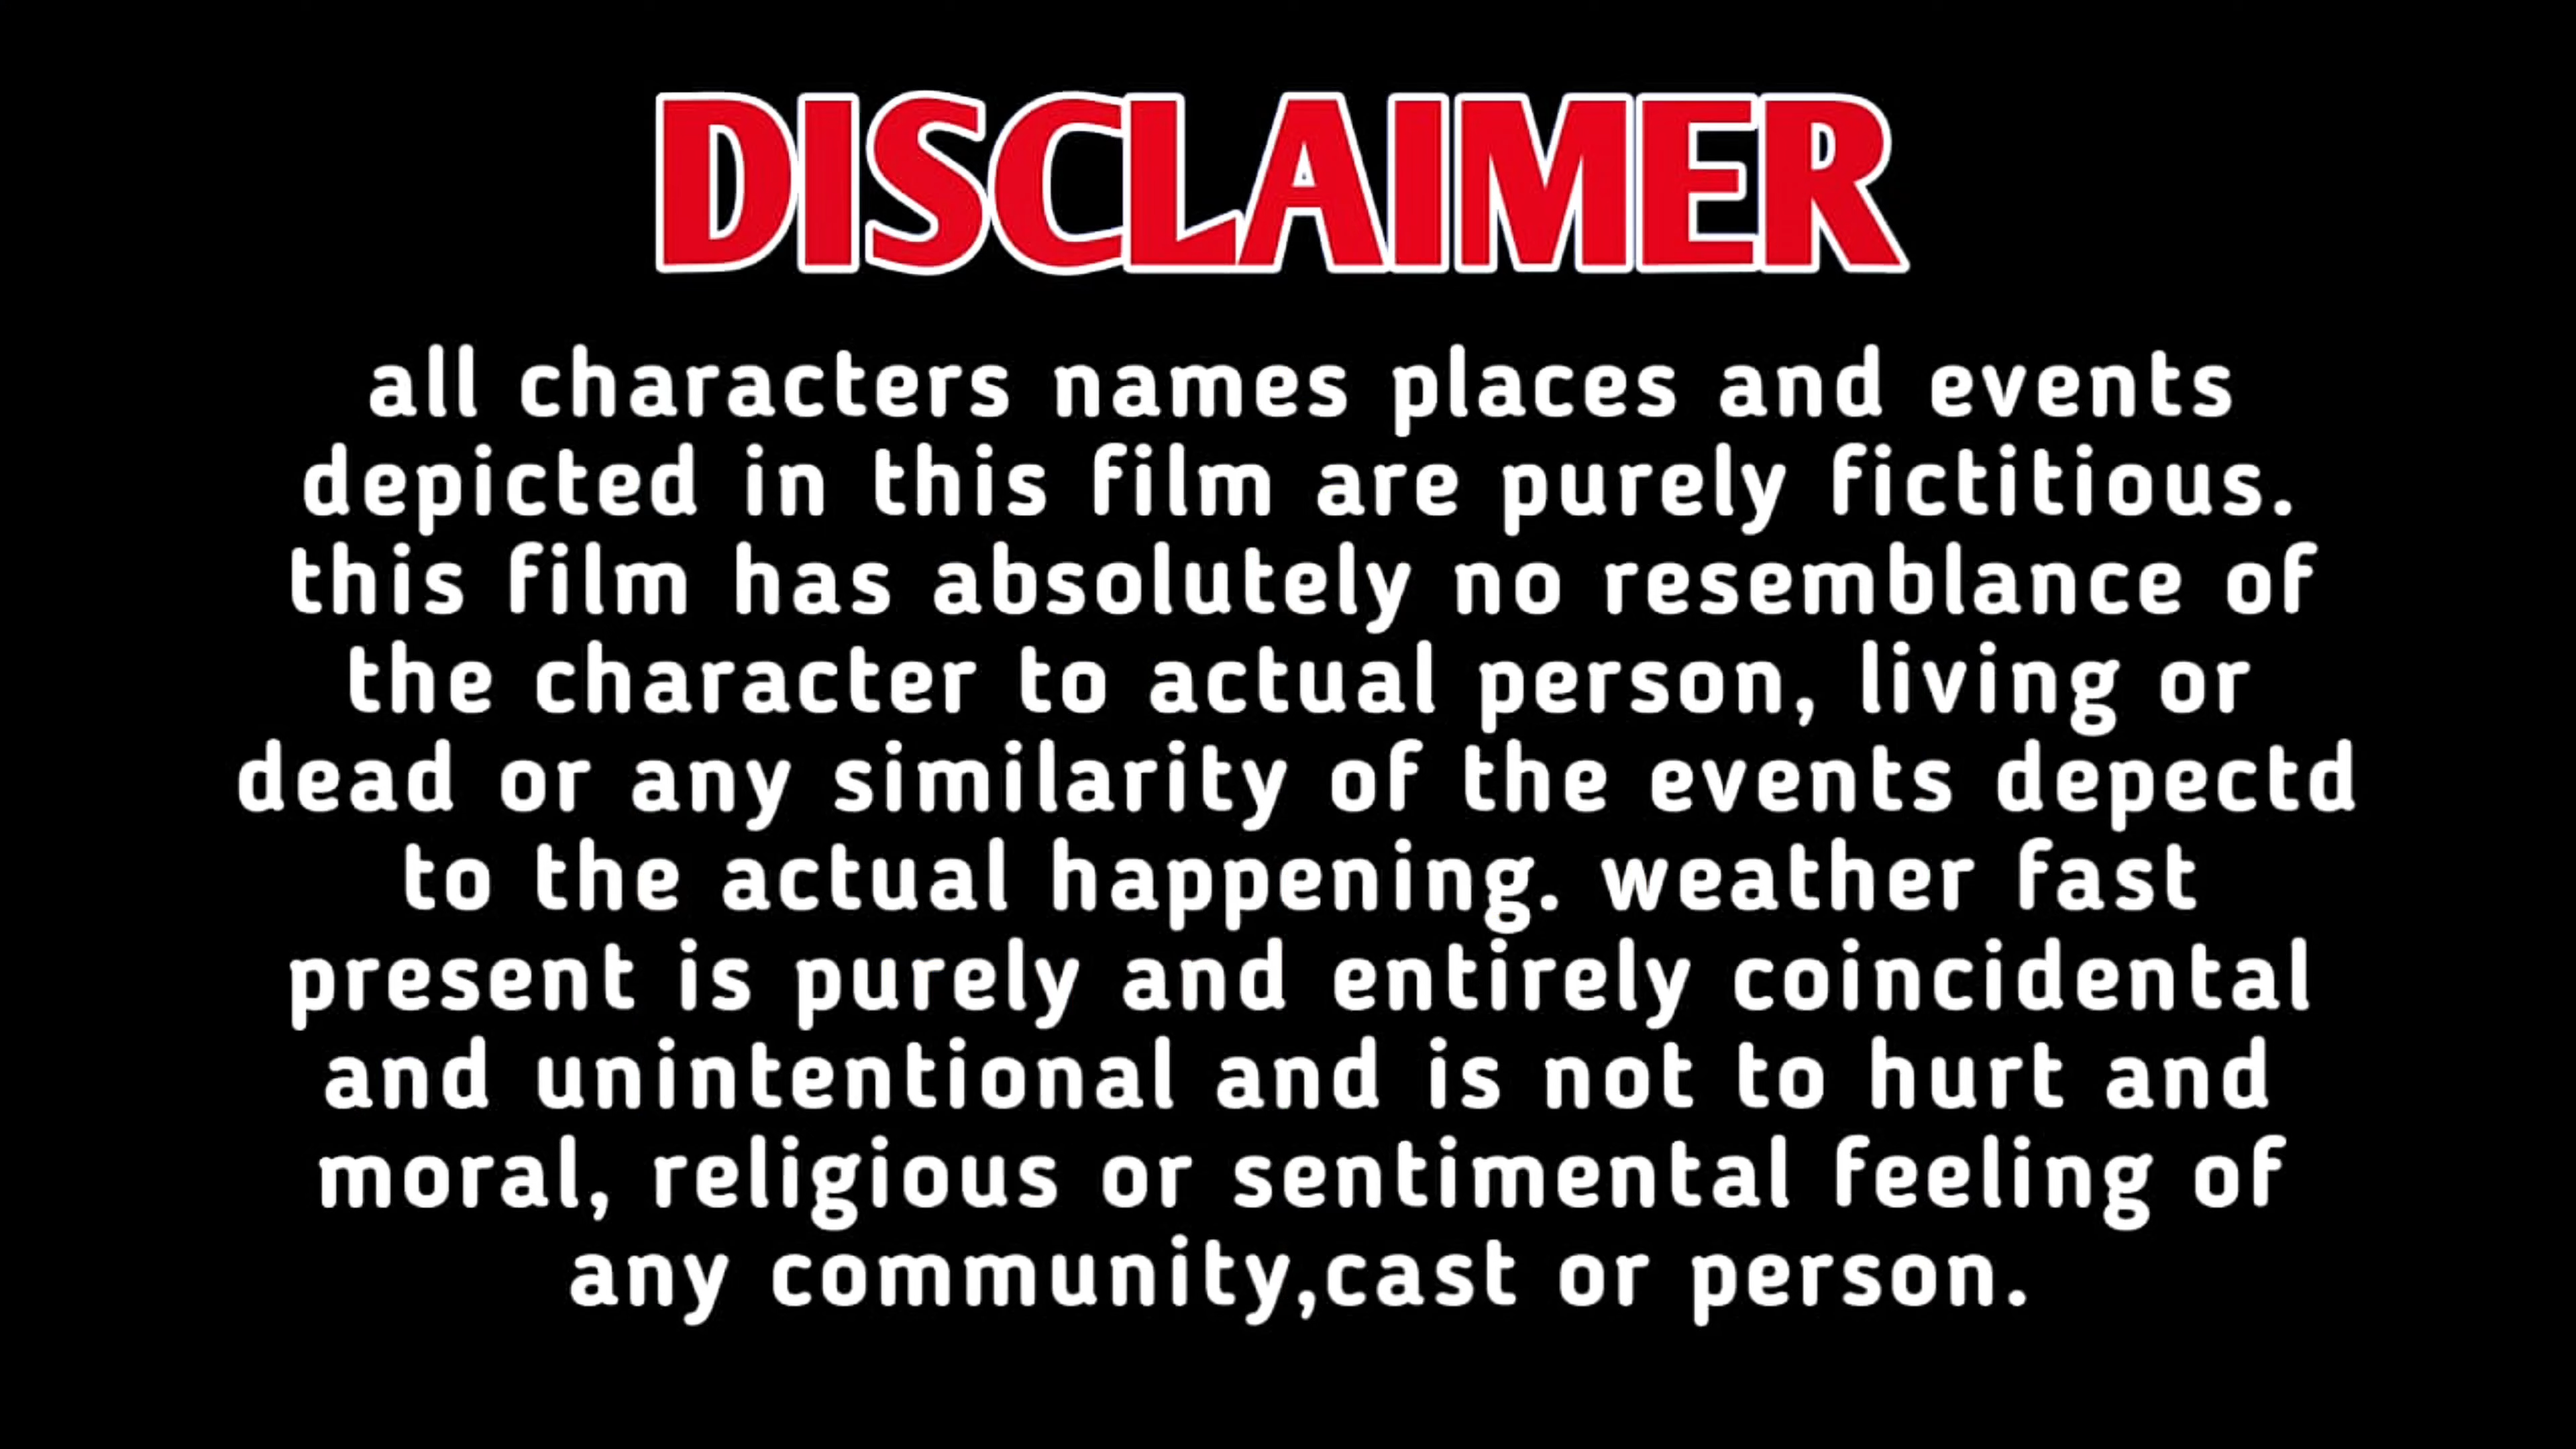 DISCLAIMER
all characters names places and events
depicted in this film are purely fictitious.
this film has absolutely no resemblance of
the character to actual person, living or
dead or any similarity of the events depectd
to the actual happening. weather fast
present is purely and entirely coincidental
and unintentional and is not to hurt and
moral, religious or sentimental feeling of
any community,cast or person.